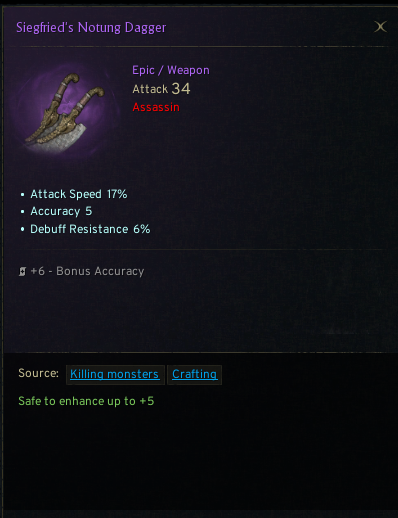 Siegfried's Notung Dagger
Epic / Weapon
Attack 34
Assassin
• Attack Speed 17%
• Accuracy 5
• Debuff Resistance 6%
+6 - Bonus Accuracy
Source: Killing monsters Crafting
Safe to enhance up to +5